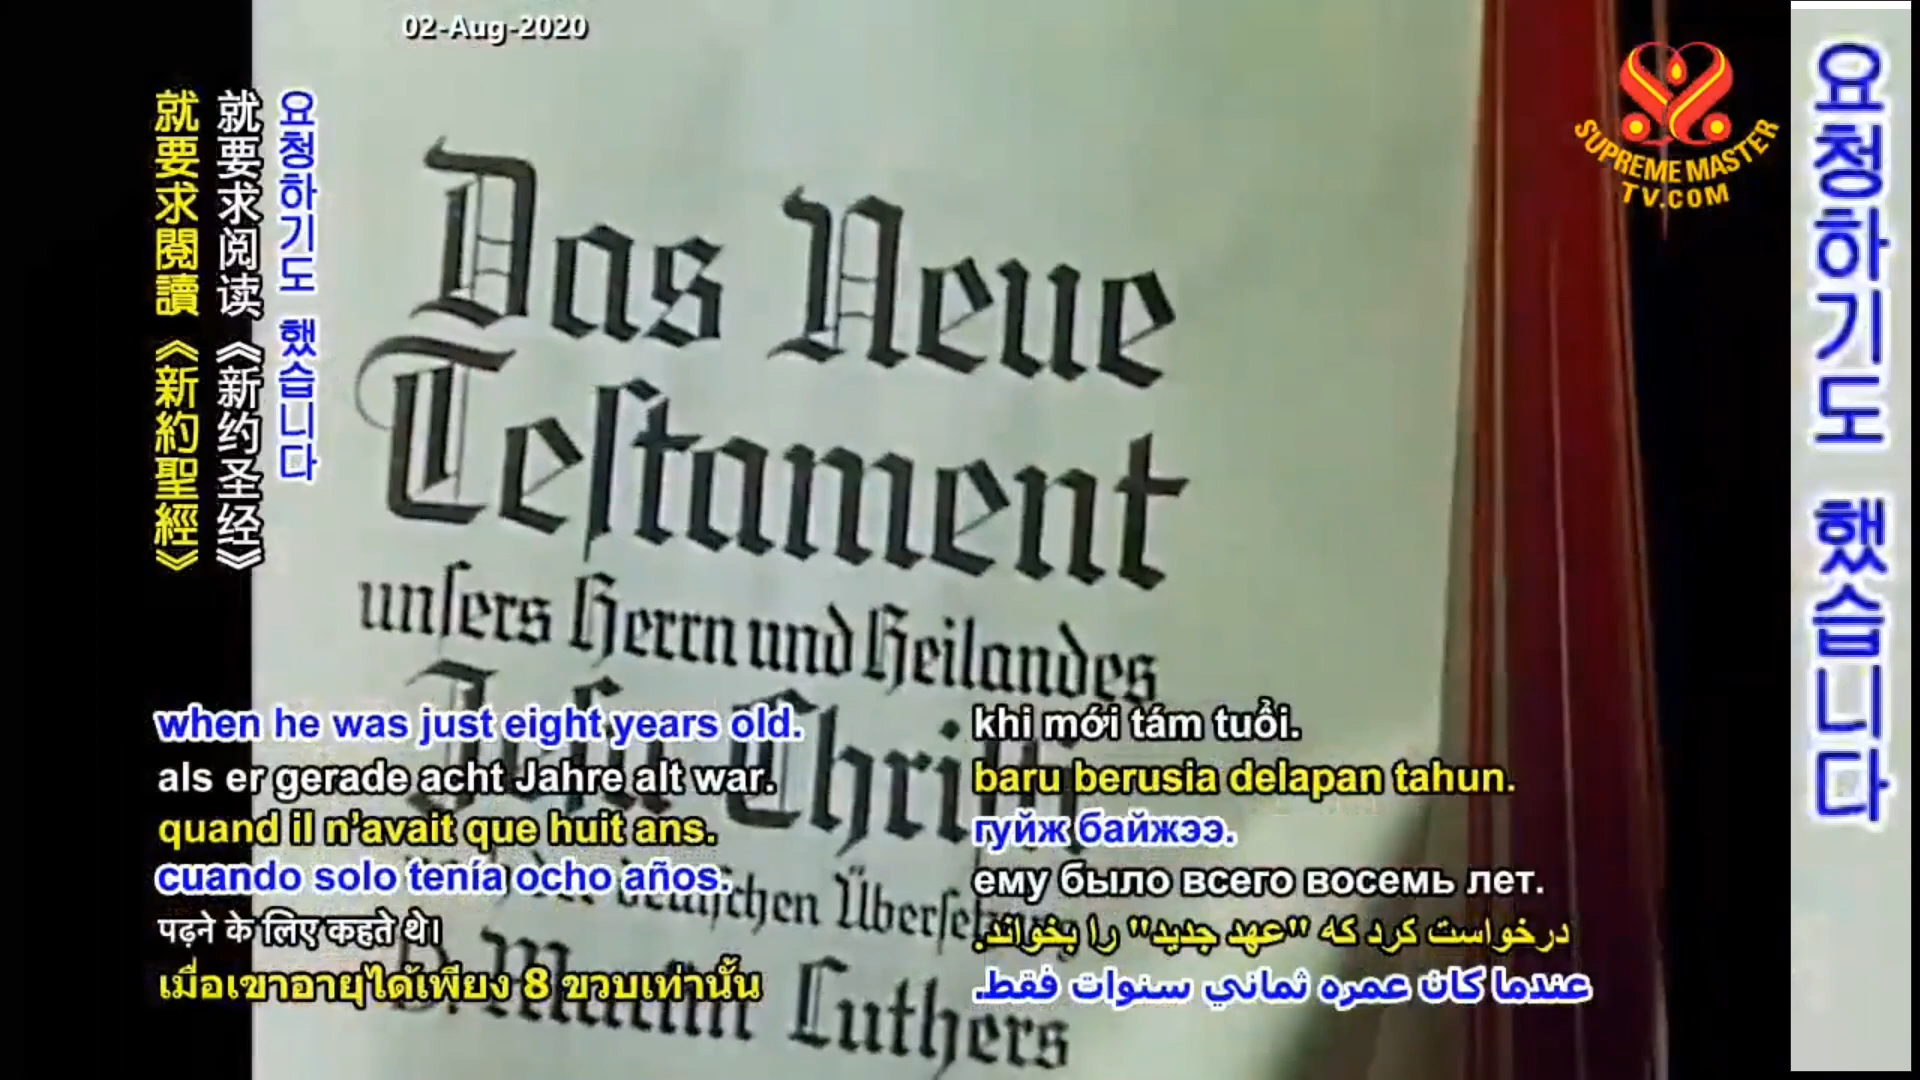 02-Aug-2020
SUPREME MASTER
TV.COM
요청하기도 했습니다
요청하기도 했습니다
就要求阅读《新约圣经》
就要求閱讀《新約聖經》
Das Neue
Testament
unsers Herrn und Heilandes
Christi
deutschen Übersetzung
D. Martin Luthers
when he was just eight years old.
als er gerade acht Jahre alt war.
quand il n’avait que huit ans.
cuando solo tenía ocho años.
पढ़ने के लिए कहते थे।
เมื่อเขาอายุได้เพียง 8 ขวบเท่านั้น
khi mới tám tuổi.
baru berusia delapan tahun.
гуйж байжээ.
ему было всего восемь лет.
درخواست کرد که "عهد جدید" را بخواند.
عندما كان عمره ثماني سنوات فقط.